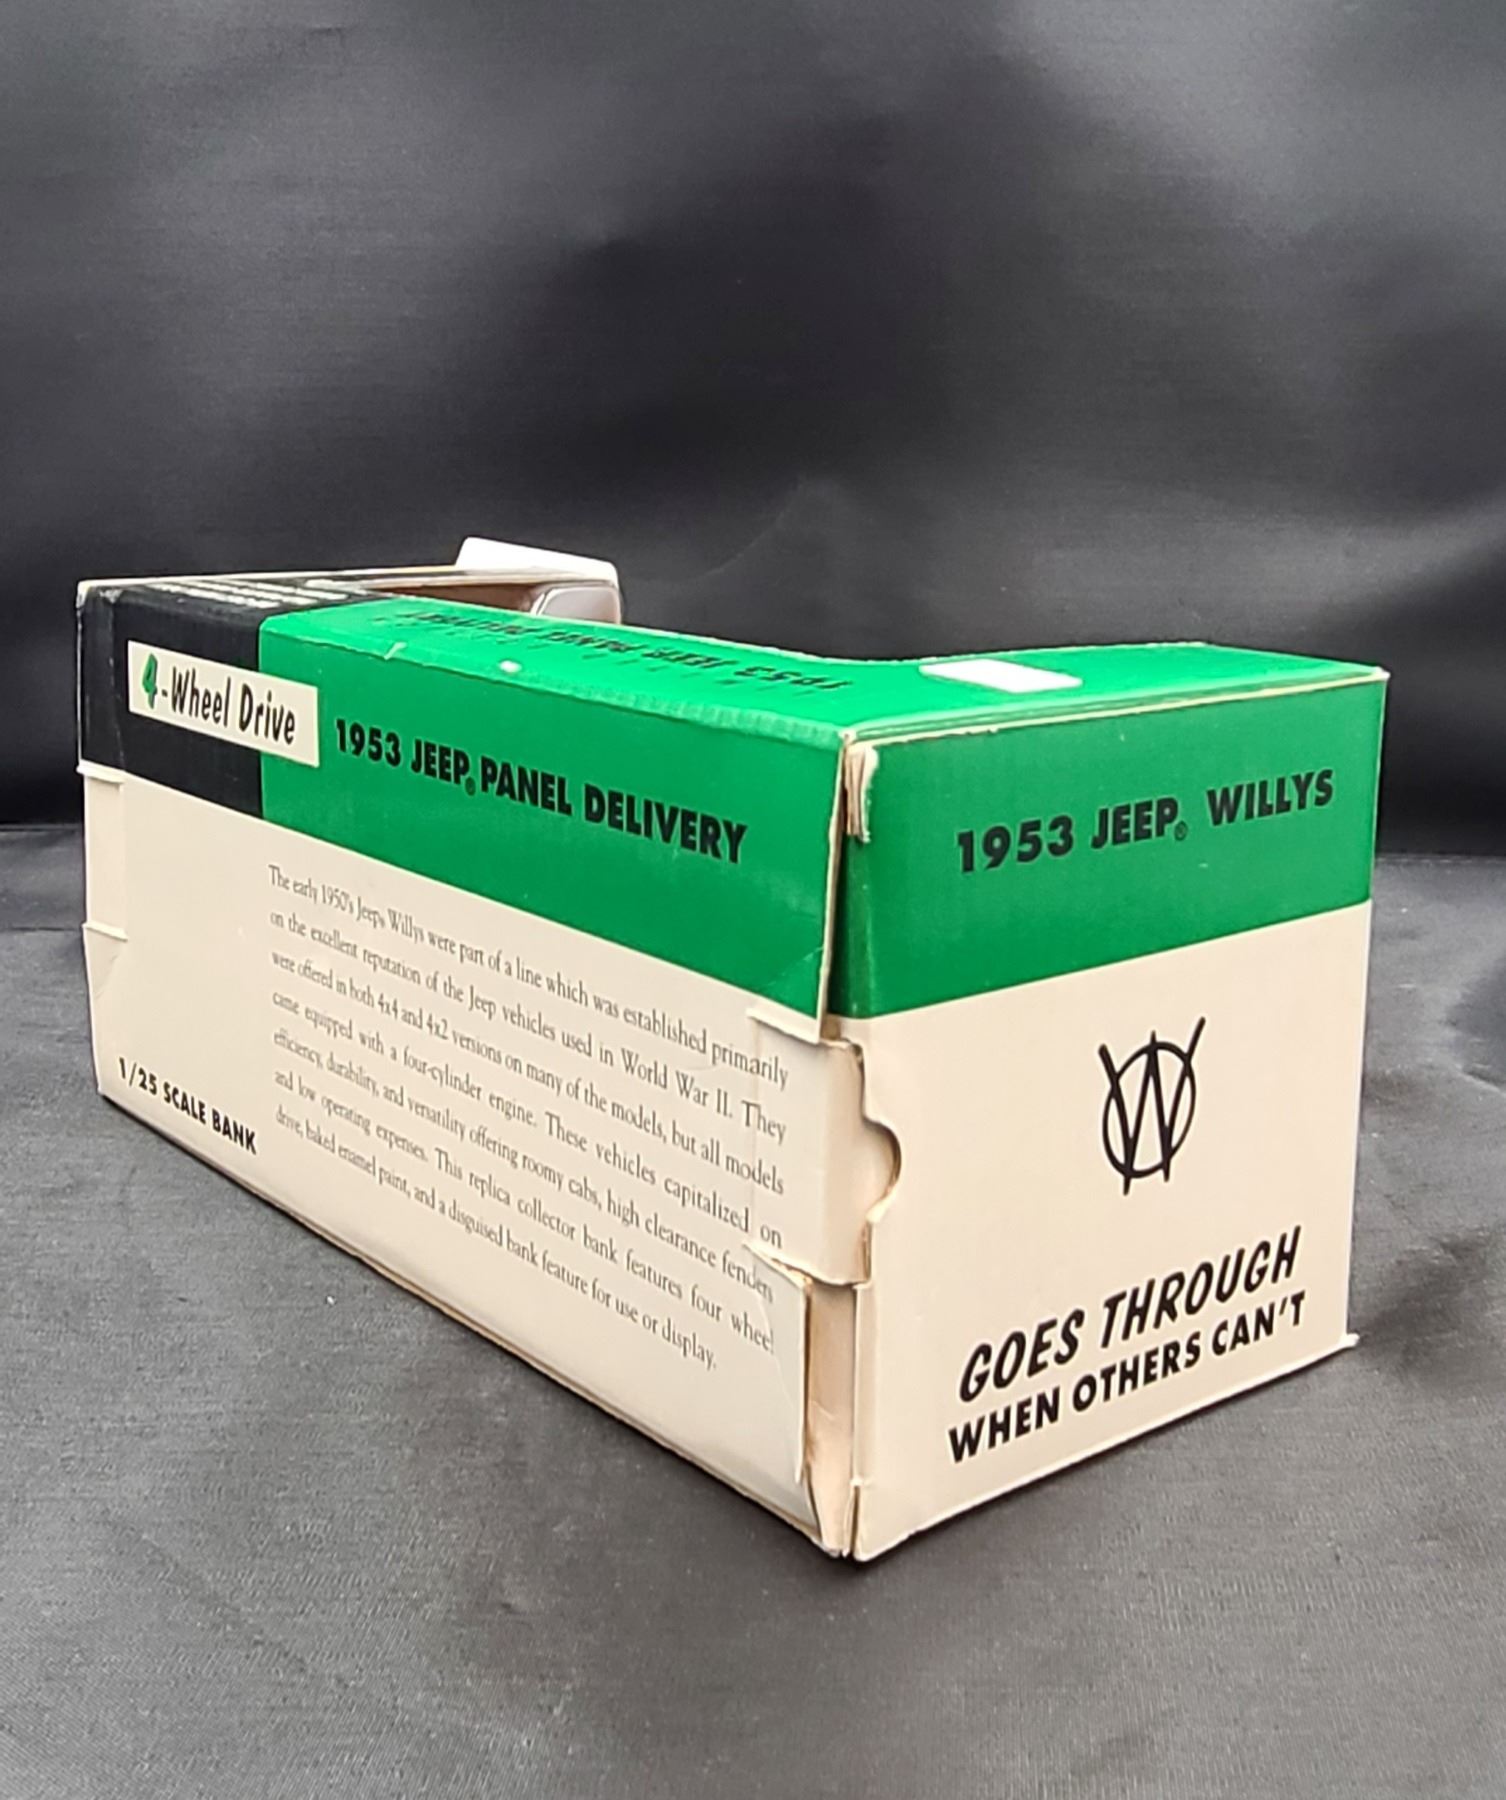 1953 JEEP® PANEL DELIVERY
4-Wheel Drive
1953 JEEP® PANEL DELIVERY
The early 1950's Jeep® Willys were part of a line which was established primarily
on the excellent reputation of the Jeep vehicles used in World War II. They
were offered in both 4x4 and 4x2 versions on many of the models, but all models
came equipped with a four-cylinder engine. These vehicles capitalized on
efficiency, durability, and versatility offering roomy cabs, high clearance fenders
and low operating expenses. This replica collector bank features four wheel
drive, baked enamel paint, and a disguised bank feature for use or display.
1/25 SCALE BANK
1953 JEEP® WILLYS
W
GOES THROUGH
WHEN OTHERS CAN'T